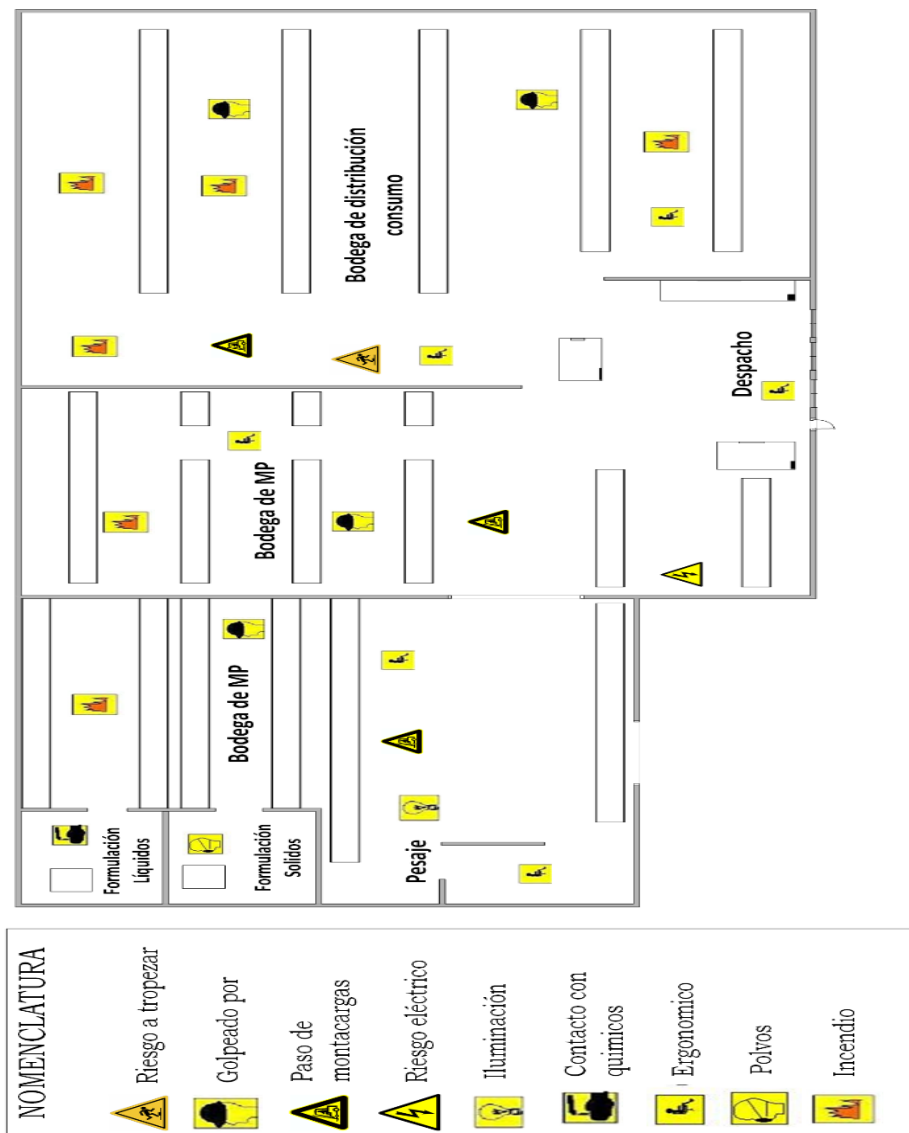 Bodega de distribución
consumo
Despacho
Bodega de MP
Bodega de MP
Formulación
Líquidos
Formulación
Solidos
Pesaje
NOMENCLATURA
Riesgo a tropezar
Golpeado por
Paso de
montacargas
Riesgo eléctrico
Iluminación
Contacto con
químicos
Ergonomico
Polvos
Incendio